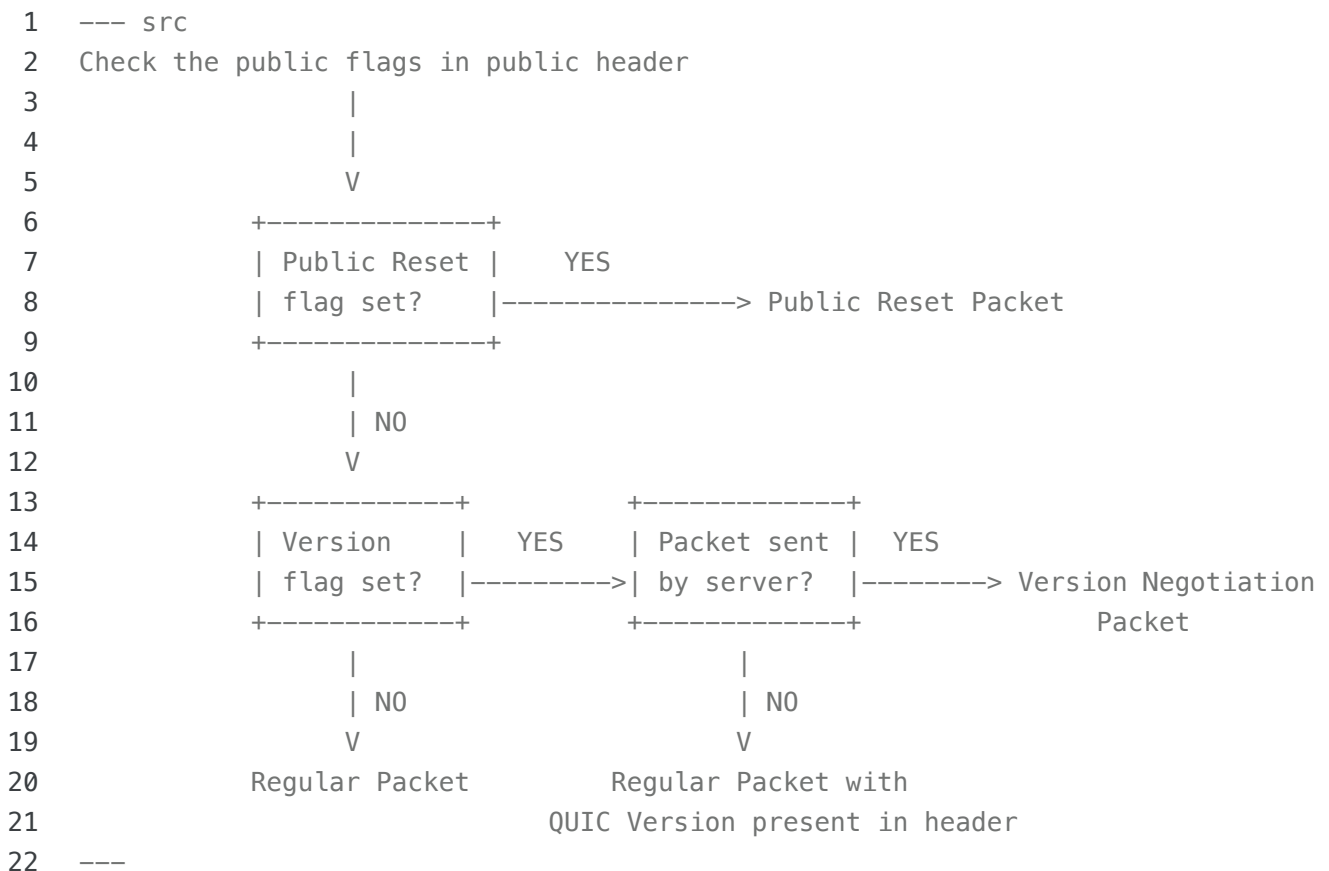 1 --- src
2 Check the public flags in public header
3                  |
4                  |
5                  V
6            +--------------+
7            | Public Reset |    YES
8            | flag set?    |---------------> Public Reset Packet
9            +--------------+
10                  |
11                  | NO
12                  V
13            +------------+          +-------------+
14            | Version    |   YES    | Packet sent |  YES
15            | flag set?  |--------->| by server?  |--------> Version Negotiation
16            +------------+          +-------------+               Packet
17                  |                        |
18                  | NO                     | NO
19                  V                        V
20            Regular Packet         Regular Packet with
21                               QUIC Version present in header
22 ---